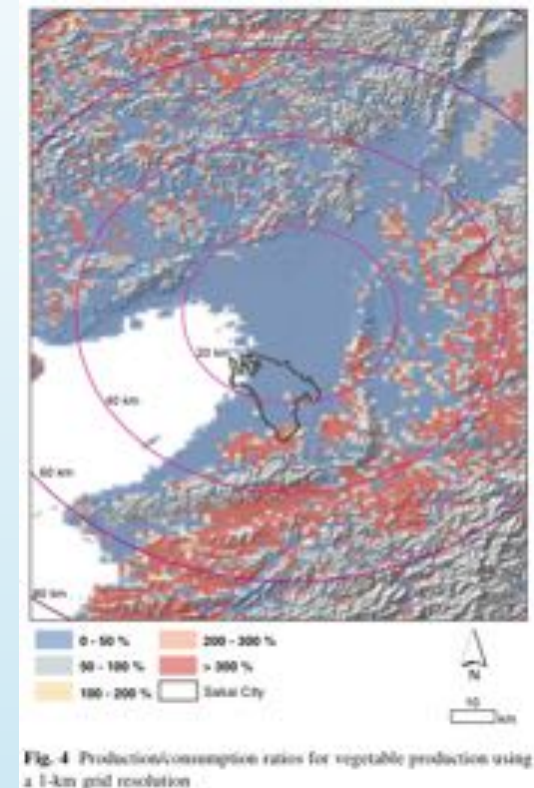 20 km
40 km
60 km
80 km
0 - 50 %
200 - 300 %
50 - 100 %
> 300 %
100 - 200 %
Sakai City
N
10
km
Fig. 4 Production/consumption ratios for vegetable production using
a 1-km grid resolution